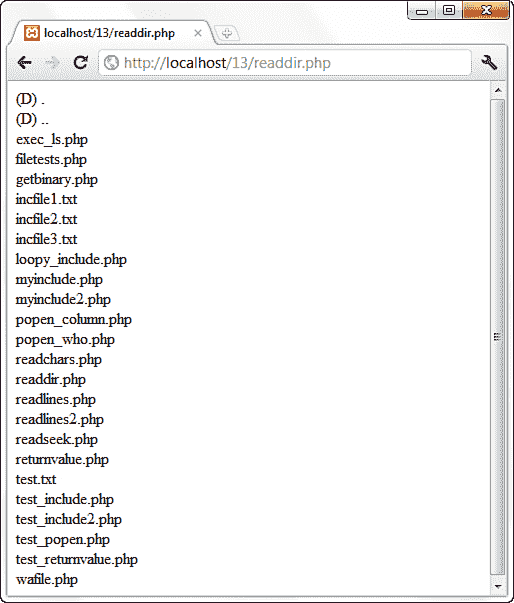 localhost/13/readdir.php
http://localhost/13/readdir.php
(D) .
(D) ..
exec_ls.php
filetests.php
getbinary.php
incfile1.txt
incfile2.txt
incfile3.txt
loopy_include.php
myinclude.php
myinclude2.php
popen_column.php
popen_who.php
readchars.php
readdir.php
readlines.php
readlines2.php
readseek.php
returnvalue.php
test.txt
test_include.php
test_include2.php
test_popen.php
test_returnvalue.php
wafile.php